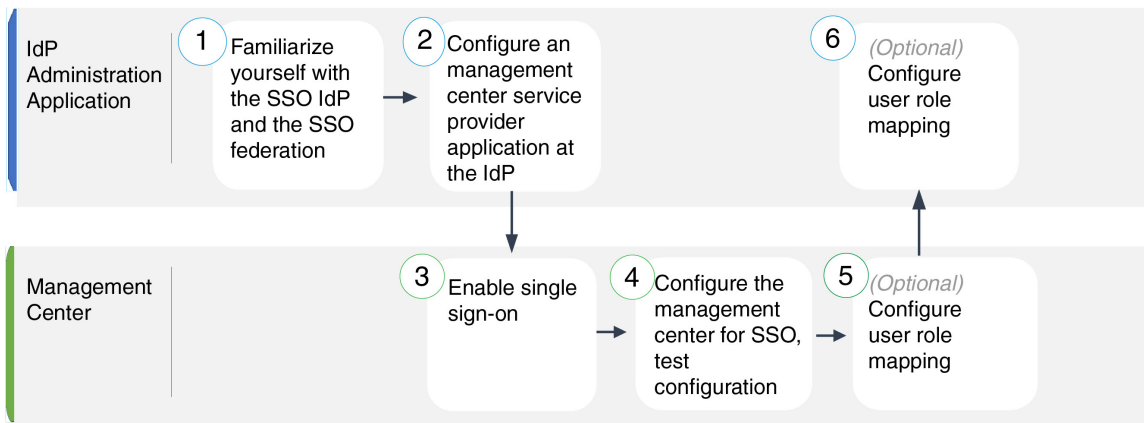 IdP
Administration
Application
1
Familiarize
yourself with
the SSO IdP
and the SSO
federation
2
Configure an
management
center service
provider
application at
the IdP
6
(Optional)
Configure
user role
mapping
Management
Center
3
Enable single
sign-on
4
Configure the
management
center for SSO,
test
configuration
5
(Optional)
Configure
user role
mapping